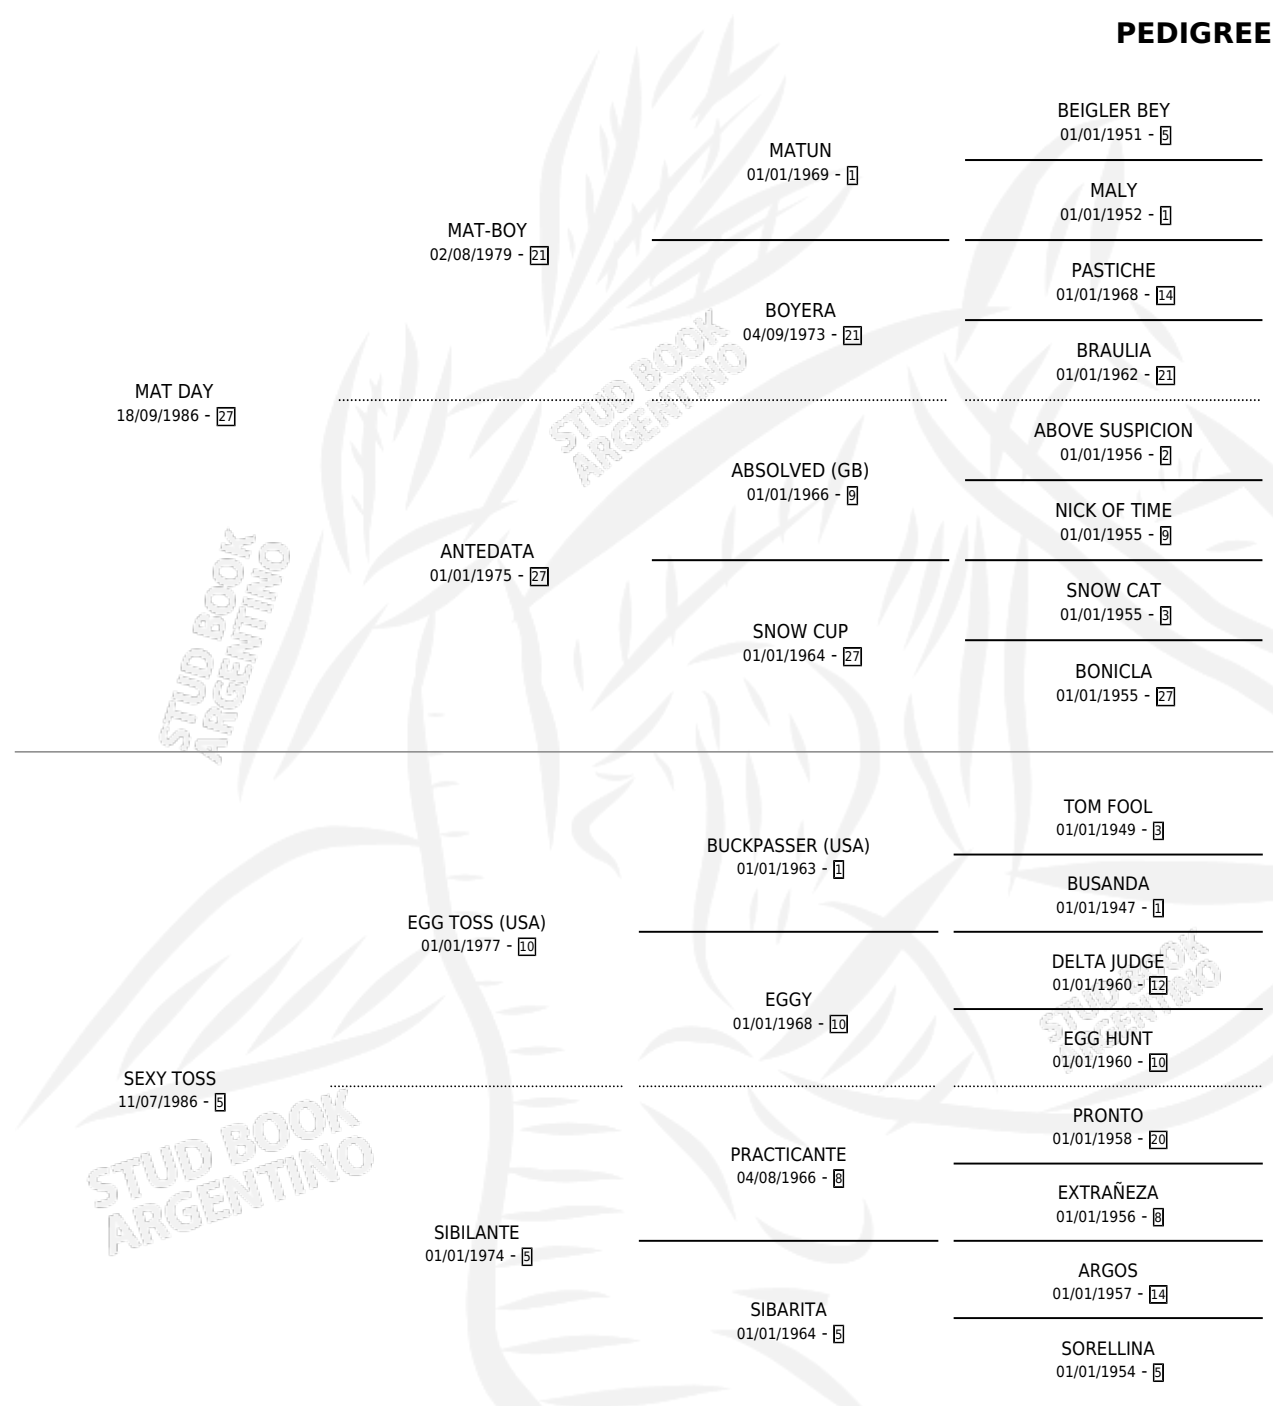 PEDIGREE
BEIGLER BEY
01/01/1951 - 5
MATUN
01/01/1969 - 1
MALY
01/01/1952 - 1
MAT-BOY
02/08/1979 - 21
PASTICHE
01/01/1968 - 14
BOYERA
04/09/1973 - 21
BRAULIA
01/01/1962 - 21
MAT DAY
18/09/1986 - 27
STUD BOOK
ARGENTINO
ABOVE SUSPICION
01/01/1956 - 2
ABSOLVED (GB)
01/01/1966 - 9
NICK OF TIME
01/01/1955 - 9
ANTEDATA
01/01/1975 - 27
SNOW CAT
01/01/1955 - 3
SNOW CUP
01/01/1964 - 27
BONICLA
01/01/1955 - 27
STUD BOOK
ARGENTINO
TOM FOOL
01/01/1949 - 3
BUCKPASSER (USA)
01/01/1963 - 1
BUSANDA
01/01/1947 - 1
EGG TOSS (USA)
01/01/1977 - 10
DELTA JUDGE
01/01/1960 - 12
EGGY
01/01/1968 - 10
STUD BOOK
ARGENTINO
EGG HUNT
01/01/1960 - 10
SEXY TOSS
11/07/1986 - 5
PRONTO
01/01/1958 - 20
PRACTICANTE
04/08/1966 - 8
EXTRAÑEZA
01/01/1956 - 8
STUD BOOK
ARGENTINO
SIBILANTE
01/01/1974 - 5
ARGOS
01/01/1957 - 14
SIBARITA
01/01/1964 - 5
SORELLINA
01/01/1954 - 5